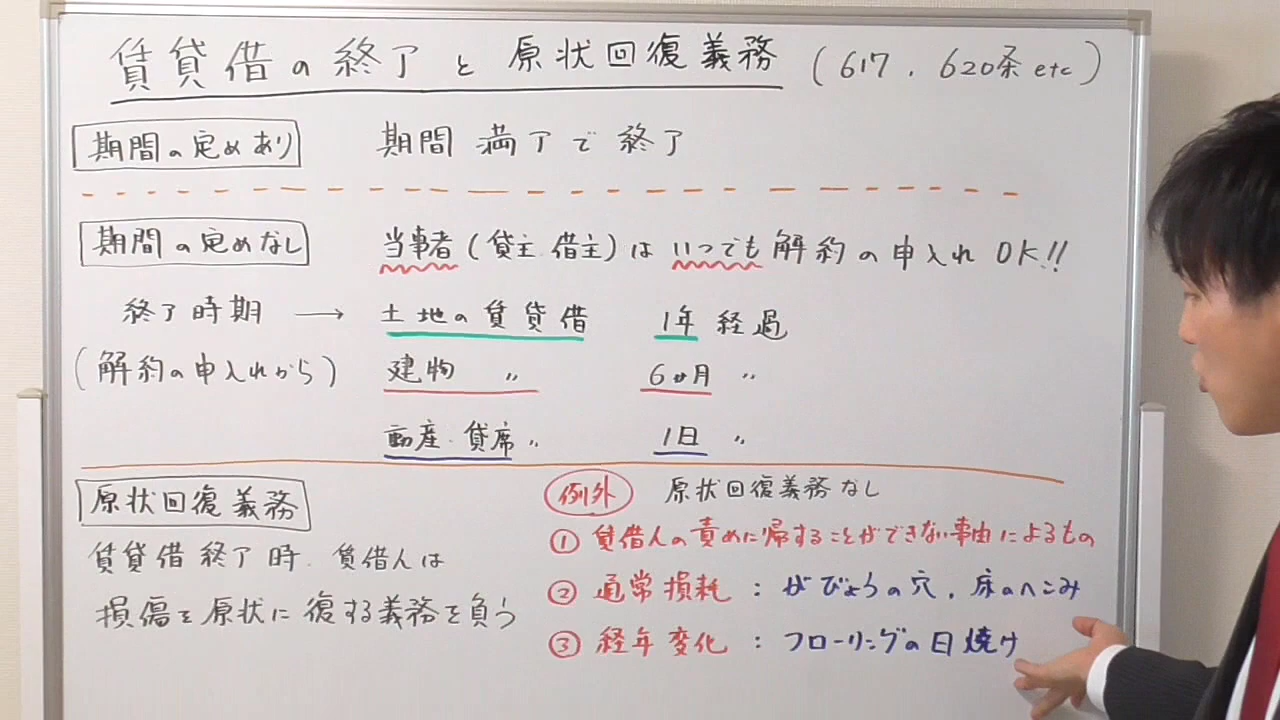 賃貸借の終了と原状回復義務 (617, 620条 etc)
期間の定めあり 期間満了で終了
期間の定めなし 当事者(貸主.借主)はいつでも解約の申入れ OK!!
終了時期 → 土地の賃貸借 1年経過
(解約の申入れから) 建物 〃 6ヵ月 〃
動産.貸席〃 1日 〃
原状回復義務
賃貸借終了時.賃借人は
損傷を原状に復する義務を負う
例外 原状回復義務なし
① 賃借人の責めに帰することができない事由によるもの
② 通常損耗 : がびょうの穴,床のへこみ
③ 経年変化 : フローリングの日焼け